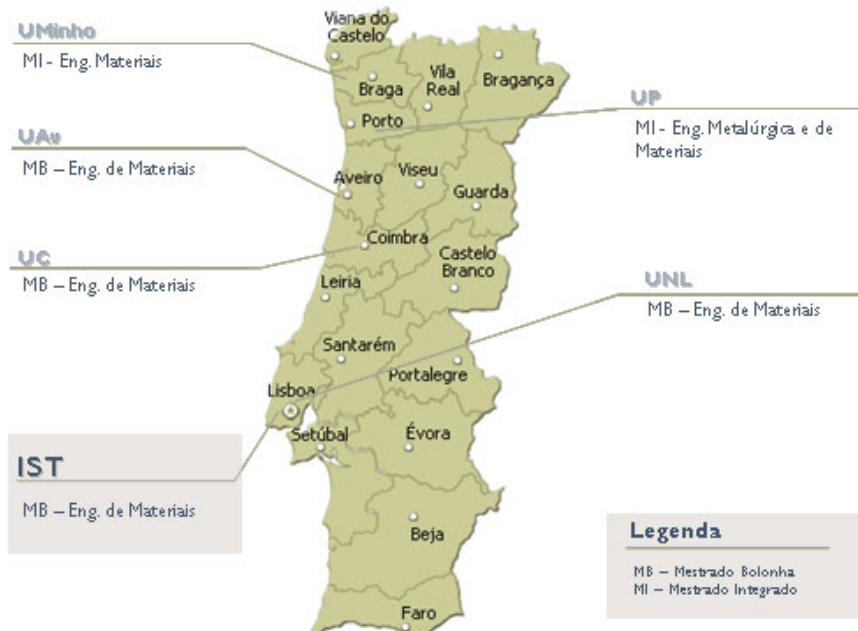 UMinho
MI - Eng. Materiais
UAv
MB – Eng. de Materiais
UC
MB – Eng. de Materiais
IST
MB – Eng. de Materiais
Viana do
Castelo
Braga
Vila
Real
Bragança
Porto
Aveiro
Viseu
Guarda
Coimbra
Castelo
Branco
Leiria
Santarém
Portalegre
Lisboa
Setúbal
Évora
Beja
Faro
UP
MI - Eng. Metalúrgica e de
Materiais
UNL
MB – Eng. de Materiais
Legenda
MB – Mestrado Bolonha
MI – Mestrado Integrado